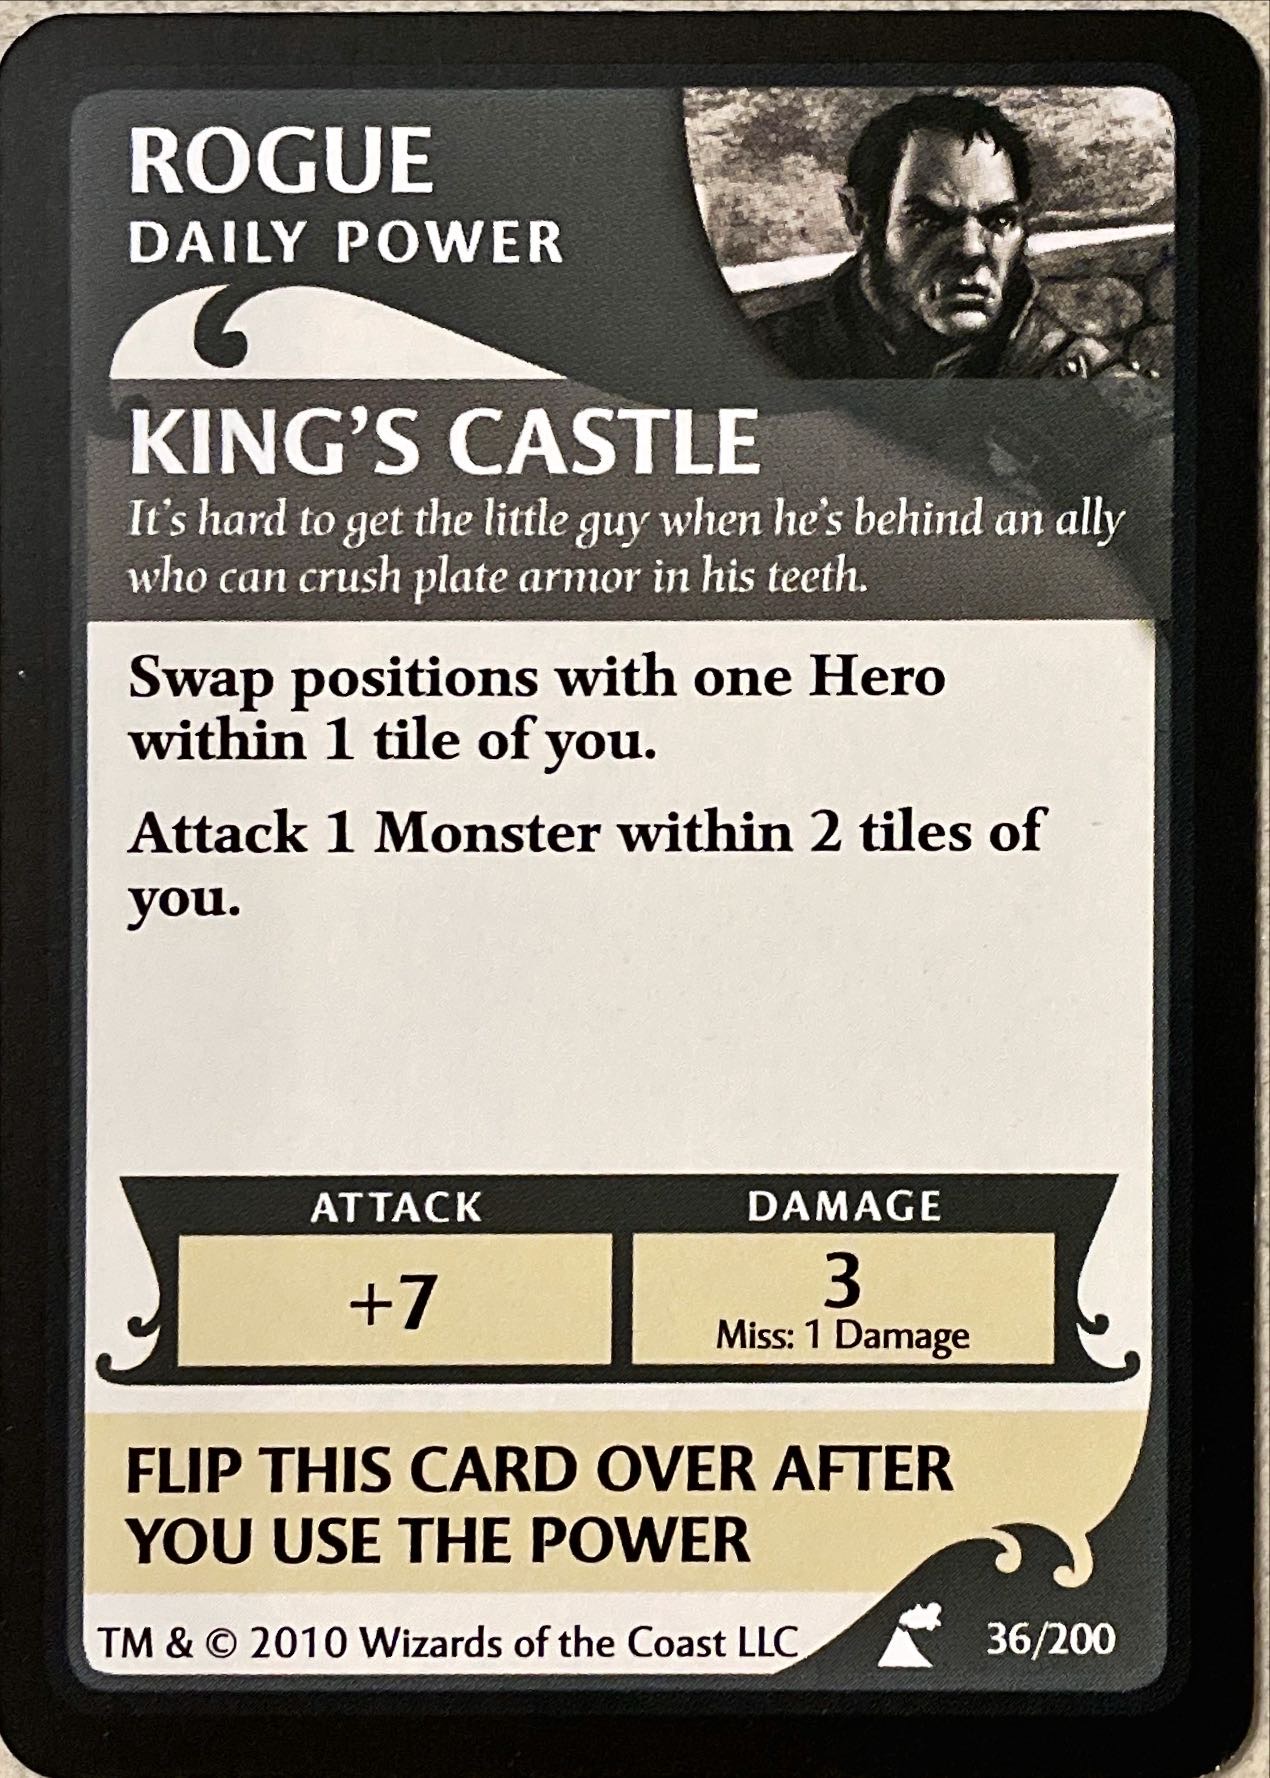 ROGUE
DAILY POWER
KING'S CASTLE
It's hard to get the little guy when he's behind an ally
who can crush plate armor in his teeth.
Swap positions with one Hero
within 1 tile of you.
Attack 1 Monster within 2 tiles of
you.
ATTACK
DAMAGE
+7
3
Miss: 1 Damage
FLIP THIS CARD OVER AFTER
YOU USE THE POWER
TM & © 2010 Wizards of the Coast LLC
36/200